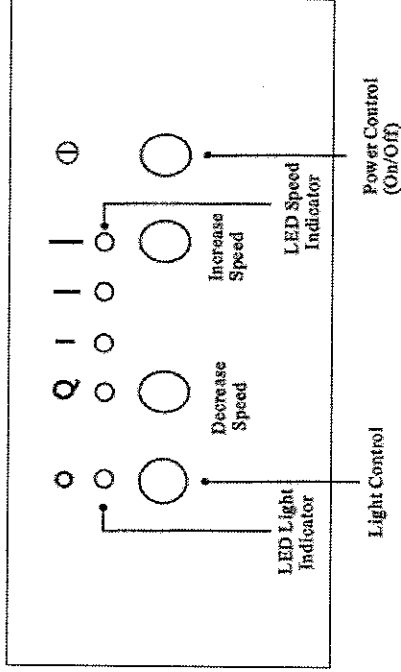 Q
Decrease
Speed
Increase
Speed
LED Light
Indicator
LED Speed
Indicator
Light Control
Power Control
(On/Off)